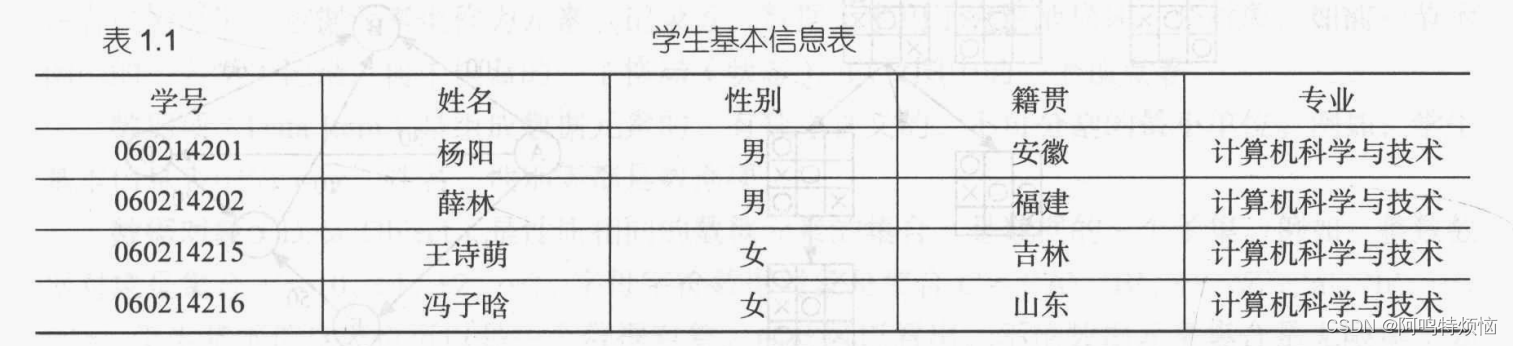 表 1.1 学生基本信息表
学号 姓名 性别 籍贯 专业
060214201 杨阳 男 安徽 计算机科学与技术
060214202 薛林 男 福建 计算机科学与技术
060214215 王诗萌 女 吉林 计算机科学与技术
060214216 冯子晗 女 山东 计算机科学与技术
CSDN @阿鸣特烦恼